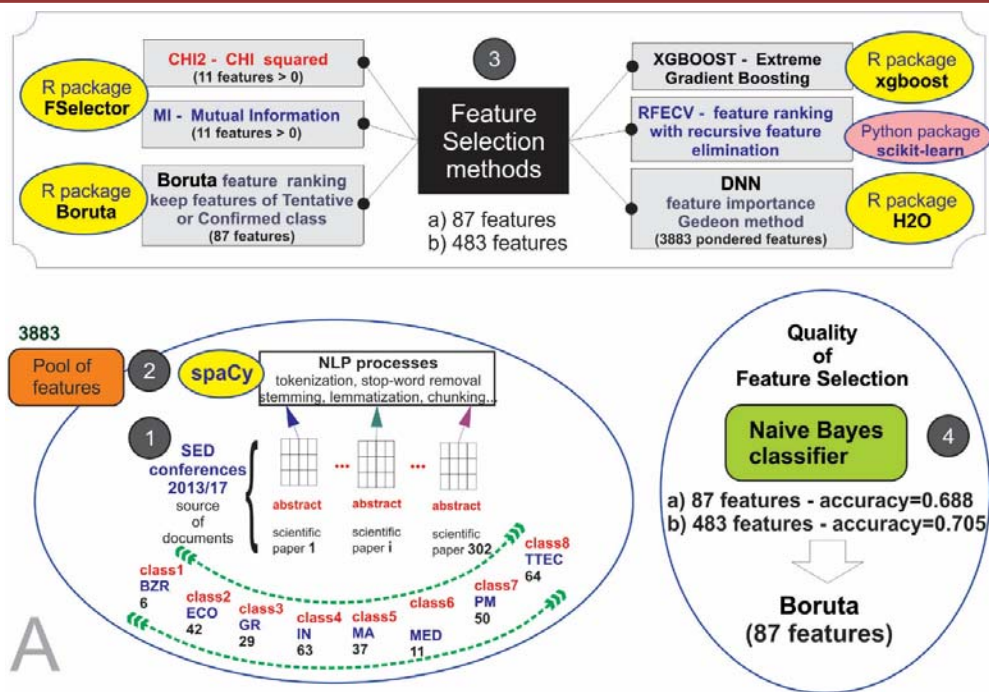 R package
FSelector
CHI2 - CHI squared
(11 features > 0)
MI - Mutual Information
(11 features > 0)
R package
Boruta
Boruta feature ranking
keep features of Tentative
or Confirmed class
(87 features)
3
Feature
Selection
methods
a) 87 features
b) 483 features
XGBOOST - Extreme
Gradient Boosting
R package
xgboost
RFECV - feature ranking
with recursive feature
elimination
Python package
scikit-learn
DNN
feature importance
Gedeon method
(3883 pondered features)
R package
H2O
3883
Pool of
features
2
spaCy
NLP processes
tokenization, stop-word removal
stemming, lemmatization, chunking...
1
SED
conferences
2013/17
source
of
documents
... ...
abstract abstract abstract
scientific
paper 1
scientific
paper i
scientific
paper 302
class1
BZR
6
class2
ECO
42
class3
GR
29
class4
IN
63
class5
MA
37
class6
MED
11
class7
PM
50
class8
TTEC
64
A
Quality
of
Feature Selection
Naive Bayes
classifier
4
a) 87 features - accuracy=0.688
b) 483 features - accuracy=0.705
Boruta
(87 features)